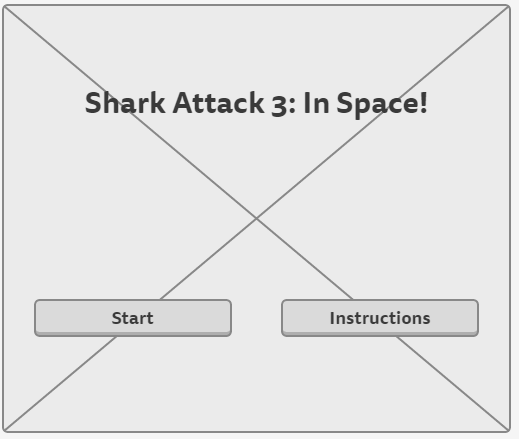 Shark Attack 3: In Space!
Start
Instructions